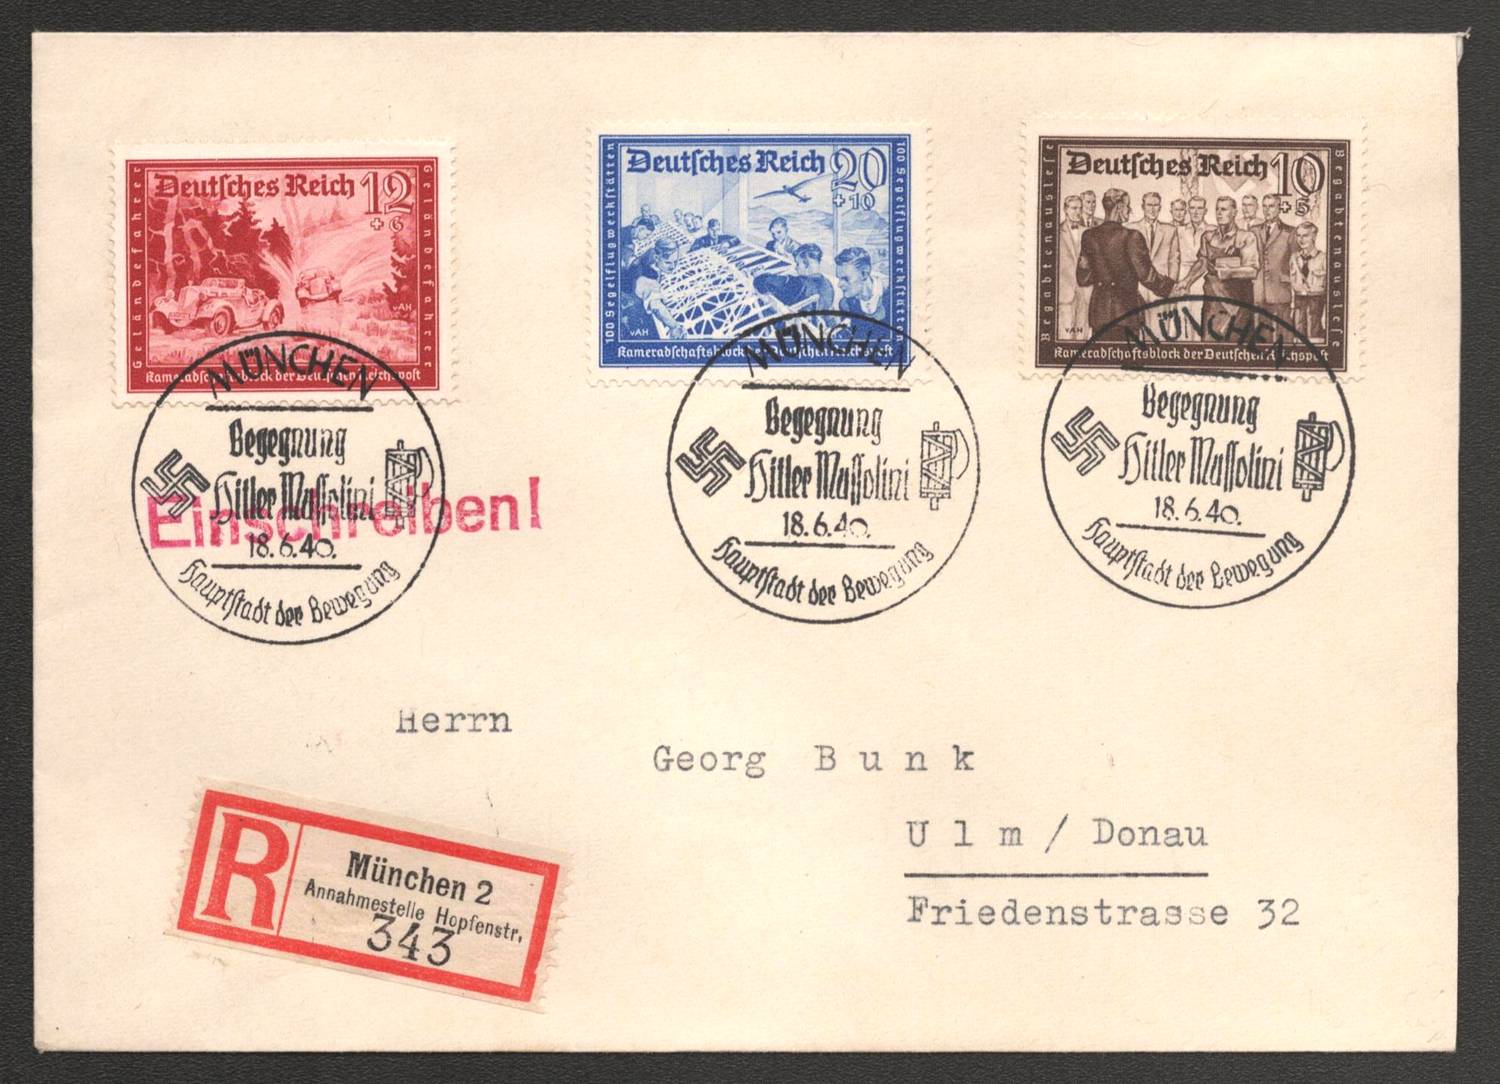 Deutsches Reich 12
+6
Geländefahrer
Geländefahrer
vAH
Kameradschaftsblock der Deutschen Reichspost
Deutsches Reich 20
+10
100 Segelflugwerkstätten
100 Segelflugwerkstätten
vAH
Kameradschaftsblock der Deutschen Reichspost
Deutsches Reich 10
+5
Begabtenauslese
Begabtenauslese
vAH
Kameradschaftsblock der Deutschen Reichspost
MÜNCHEN
Begegnung
Hitler Mussolini
18.6.40.
Hauptstadt der Bewegung
MÜNCHEN
Begegnung
Hitler Mussolini
18.6.40.
Hauptstadt der Bewegung
MÜNCHEN
Begegnung
Hitler Mussolini
18.6.40.
Hauptstadt der Bewegung
Einschreiben!
Herrn
Georg Bunk
Ulm / Donau
Friedenstrasse 32
R
München 2
Annahmestelle Hopfenstr.
343